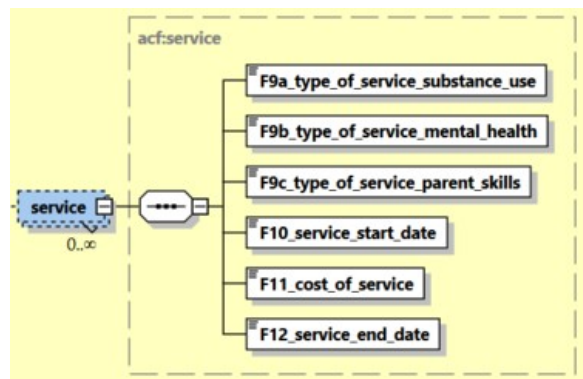 acf:service
F9a_type_of_service_substance_use
F9b_type_of_service_mental_health
F9c_type_of_service_parent_skills
service
0..∞
F10_service_start_date
F11_cost_of_service
F12_service_end_date